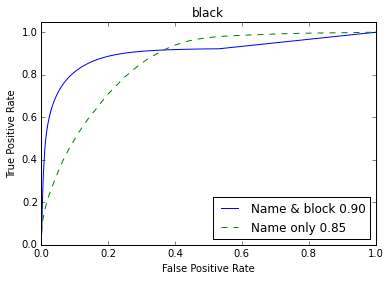 black
True Positive Rate
1.0
0.8
0.6
0.4
0.2
0.0
Name & block 0.90
Name only 0.85
0.0 0.2 0.4 0.6 0.8 1.0
False Positive Rate